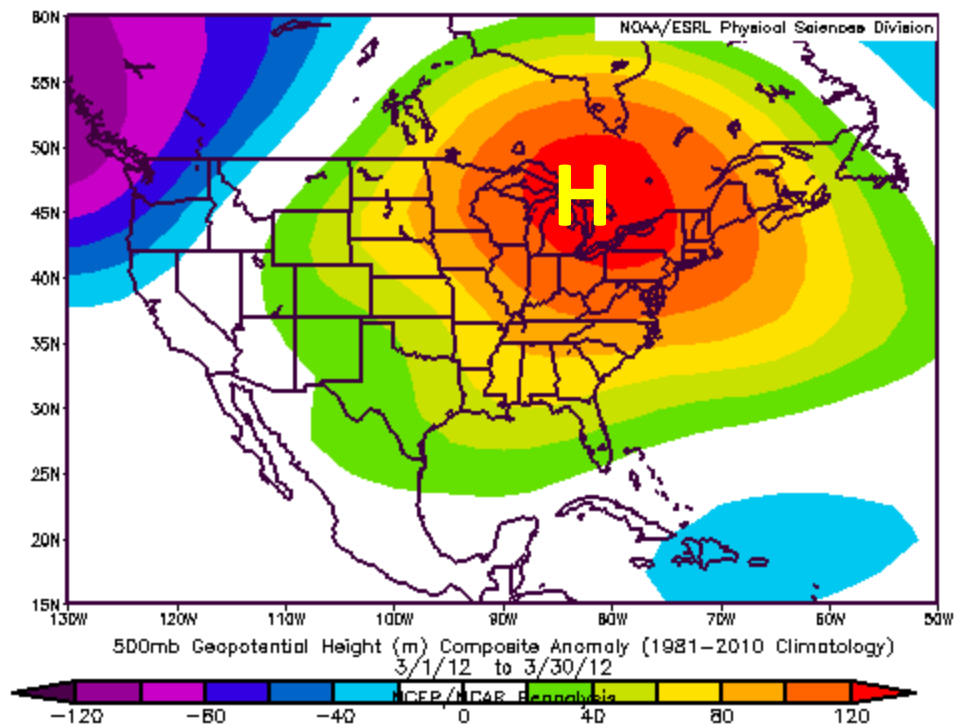 60N
NOAA/ESRL Physical Sciences Division
55N
50N
H
45N
40N
35N
30N
25N
20N
15N
130W 120W 110W 100W 90W 80W 70W 60W 50W
500mb Geopotential Height (m) Composite Anomaly (1981-2010 Climatology)
3/1/12 to 3/30/12
NCEP/NCAR Reanalysis
-120 -80 -40 0 40 80 120